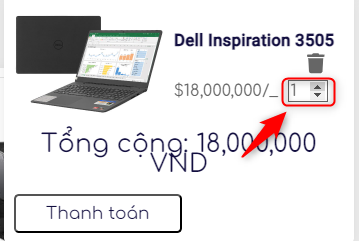 Dell Inspiration 3505
$18,000,000/_ 1
Tổng cộng: 18,000,000
VND
Thanh toán